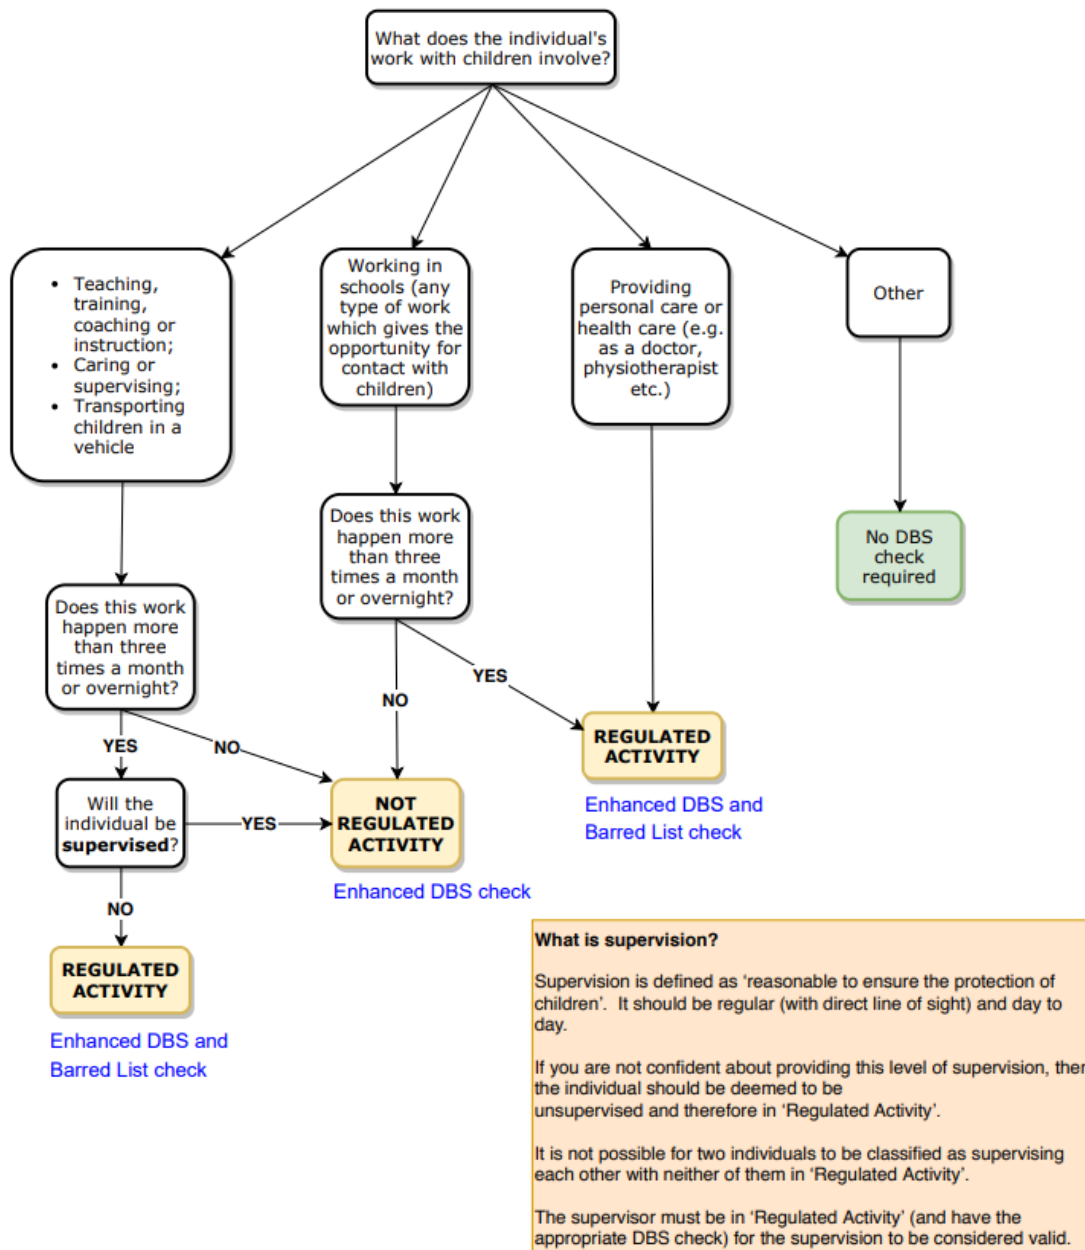 What does the individual's
work with children involve?
• Teaching,
training,
coaching or
instruction;
• Caring or
supervising;
• Transporting
children in a
vehicle
Working in
schools (any
type of work
which gives the
opportunity for
contact with
children)
Providing
personal care or
health care (e.g.
as a doctor,
physiotherapist
etc.)
Other
Does this work
happen more
than three
times a month
or overnight?
No DBS
check
required
Does this work
happen more
than three
times a month
or overnight?
YES
NO
YES
NO
REGULATED
ACTIVITY
Enhanced DBS and
Barred List check
Will the
individual be
supervised?
YES
NOT
REGULATED
ACTIVITY
Enhanced DBS check
NO
REGULATED
ACTIVITY
Enhanced DBS and
Barred List check
What is supervision?
Supervision is defined as ‘reasonable to ensure the protection of
children’. It should be regular (with direct line of sight) and day to
day.
If you are not confident about providing this level of supervision, then
the individual should be deemed to be
unsupervised and therefore in ‘Regulated Activity’.
It is not possible for two individuals to be classified as supervising
each other with neither of them in ‘Regulated Activity’.
The supervisor must be in ‘Regulated Activity’ (and have the
appropriate DBS check) for the supervision to be considered valid.